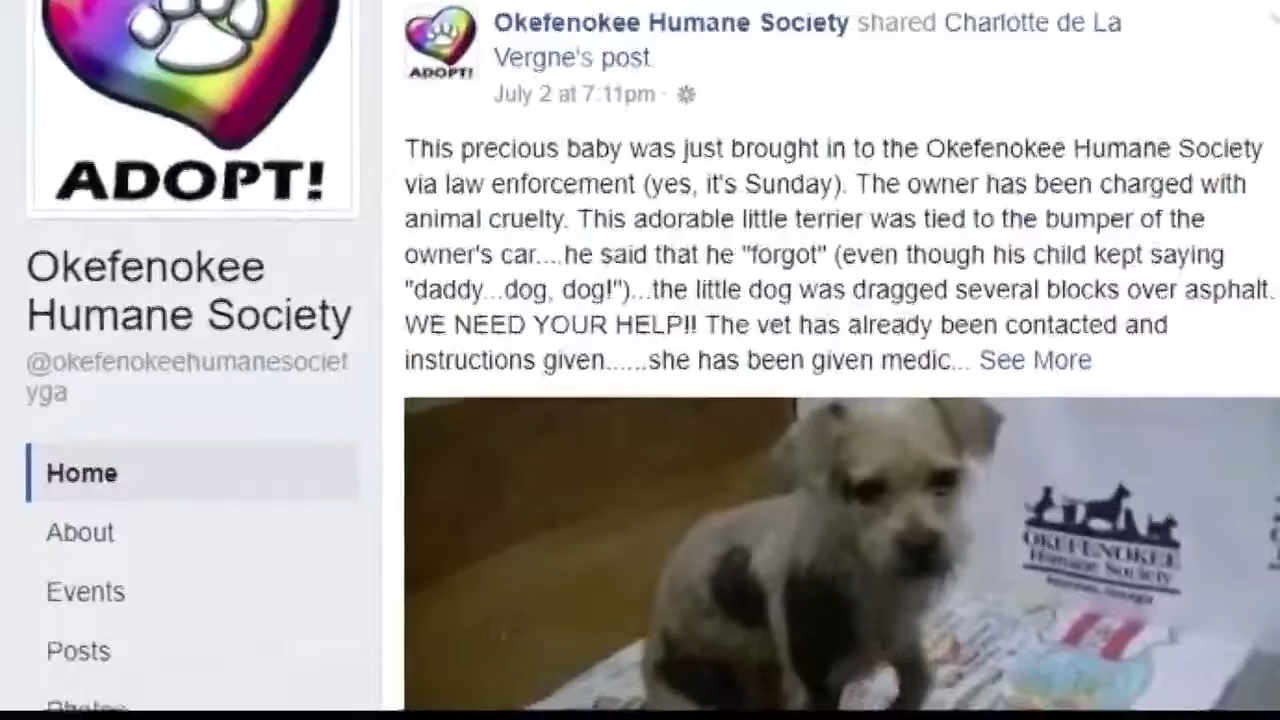 ADOPT!
Okefenokee
Humane Society
@okefenokeehumanesociet
yga
Home
About
Events
Posts
Photos
ADOPT!
Okefenokee Humane Society shared Charlotte de La
Vergne's post.
July 2 at 7:11pm ·
This precious baby was just brought in to the Okefenokee Humane Society
via law enforcement (yes, it's Sunday). The owner has been charged with
animal cruelty. This adorable little terrier was tied to the bumper of the
owner's car....he said that he "forgot" (even though his child kept saying
"daddy...dog, dog!")...the little dog was dragged several blocks over asphalt.
WE NEED YOUR HELP!! The vet has already been contacted and
instructions given......she has been given medic... See More
OKEFENOKEE
Humane Society